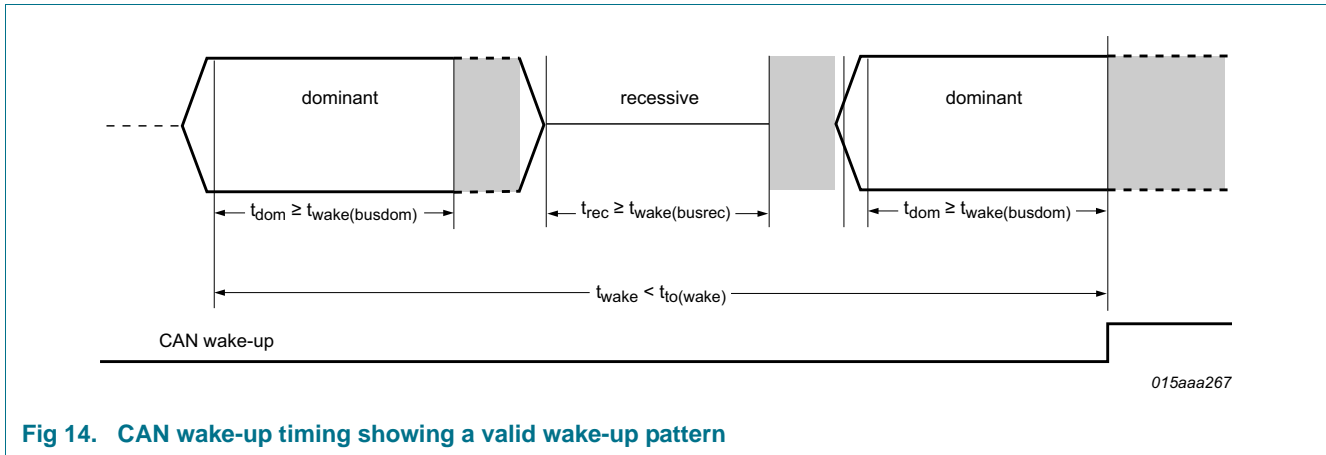 dominant
recessive
dominant
t_dom ≥ t_wake(busdom)
t_rec ≥ t_wake(busrec)
t_dom ≥ t_wake(busdom)
t_wake < t_to(wake)
CAN wake-up
015aaa267
Fig 14. CAN wake-up timing showing a valid wake-up pattern